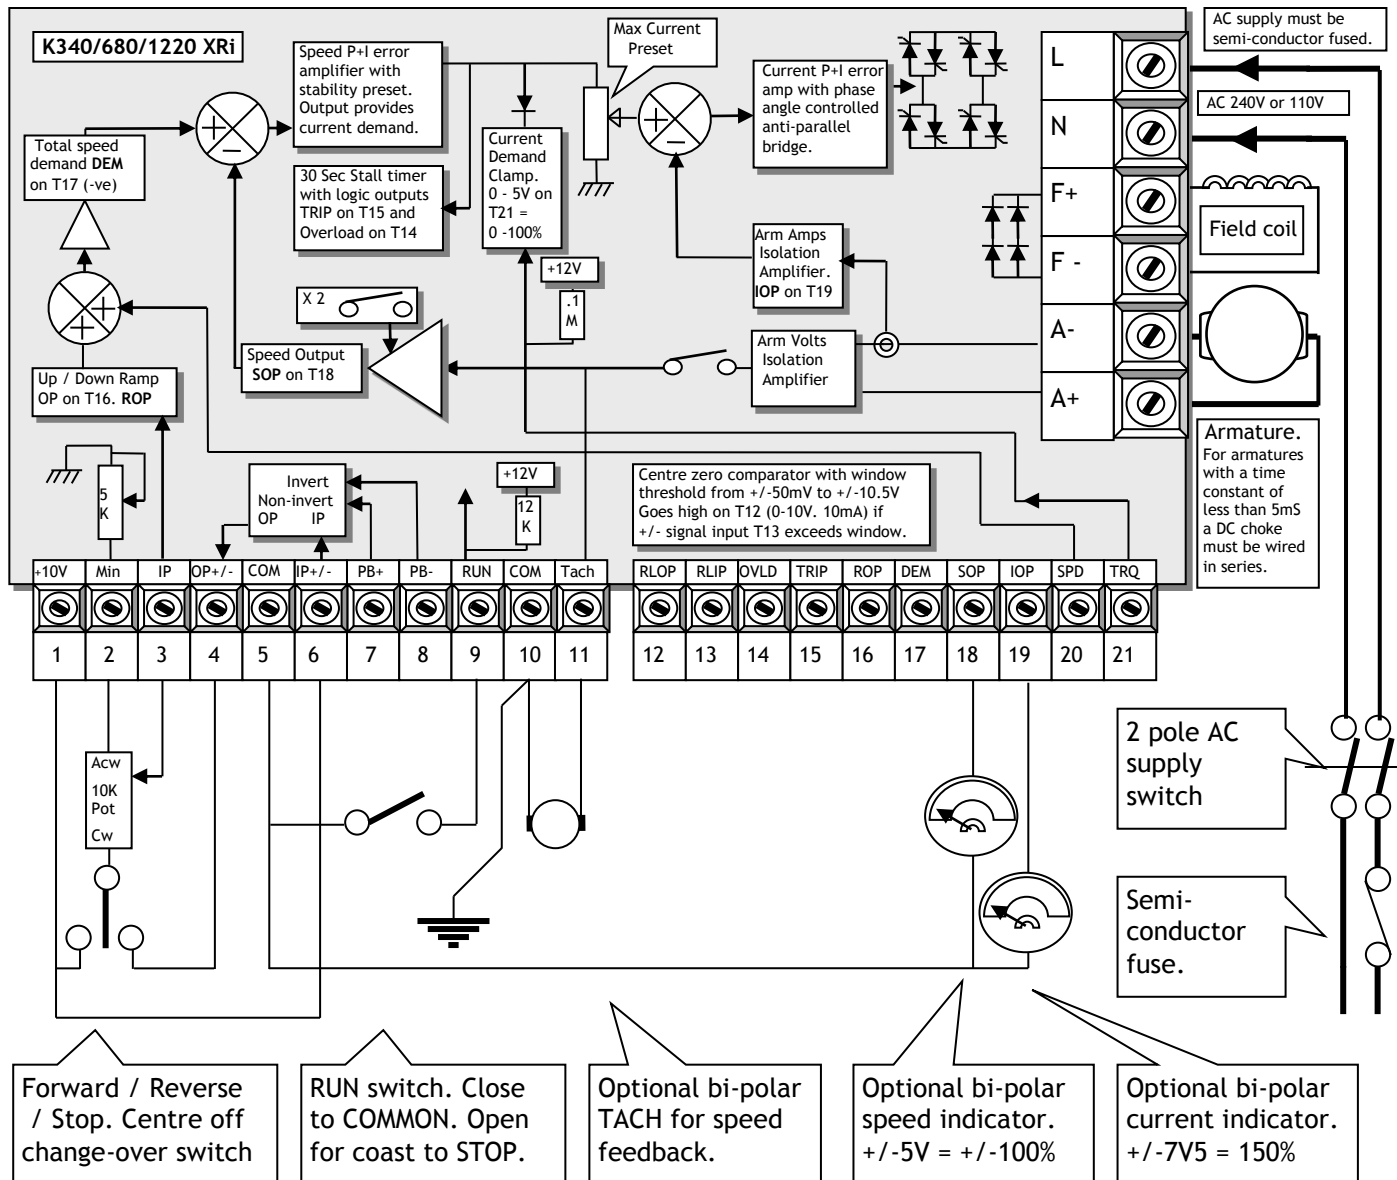 K340/680/1220 XRi
Speed P+I error
amplifier with
stability preset.
Output provides
current demand.
Max Current
Preset
Current P+I error
amp with phase
angle controlled
anti-parallel
bridge.
AC supply must be
semi-conductor fused.
AC 240V or 110V
L
N
F+
F -
A-
A+
Field coil
Total speed
demand DEM
on T17 (-ve)
+
−
+
−
30 Sec Stall timer
with logic outputs
TRIP on T15 and
Overload on T14
Current
Demand
Clamp.
0 - 5V on
T21 =
0 -100%
Arm Amps
Isolation
Amplifier.
IOP on T19
+12V
.1
M
X 2
+
+
Speed Output
SOP on T18
Arm Volts
Isolation
Amplifier
Up / Down Ramp
OP on T16. ROP
Armature.
For armatures
with a time
constant of
less than 5mS
a DC choke
must be wired
in series.
5
K
Invert
Non-invert
OP IP
+12V
12
K
Centre zero comparator with window
threshold from +/-50mV to +/-10.5V
Goes high on T12 (0-10V. 10mA) if
+/- signal input T13 exceeds window.
+10V Min IP OP+/- COM IP+/- PB+ PB- RUN COM Tach
RLOP RLIP OVLD TRIP ROP DEM SOP IOP SPD TRQ
1 2 3 4 5 6 7 8 9 10 11
12 13 14 15 16 17 18 19 20 21
Acw
10K
Pot
Cw
2 pole AC
supply
switch
Semi-
conductor
fuse.
Forward / Reverse
/ Stop. Centre off
change-over switch
RUN switch. Close
to COMMON. Open
for coast to STOP.
Optional bi-polar
TACH for speed
feedback.
Optional bi-polar
speed indicator.
+/-5V = +/-100%
Optional bi-polar
current indicator.
+/-7V5 = 150%